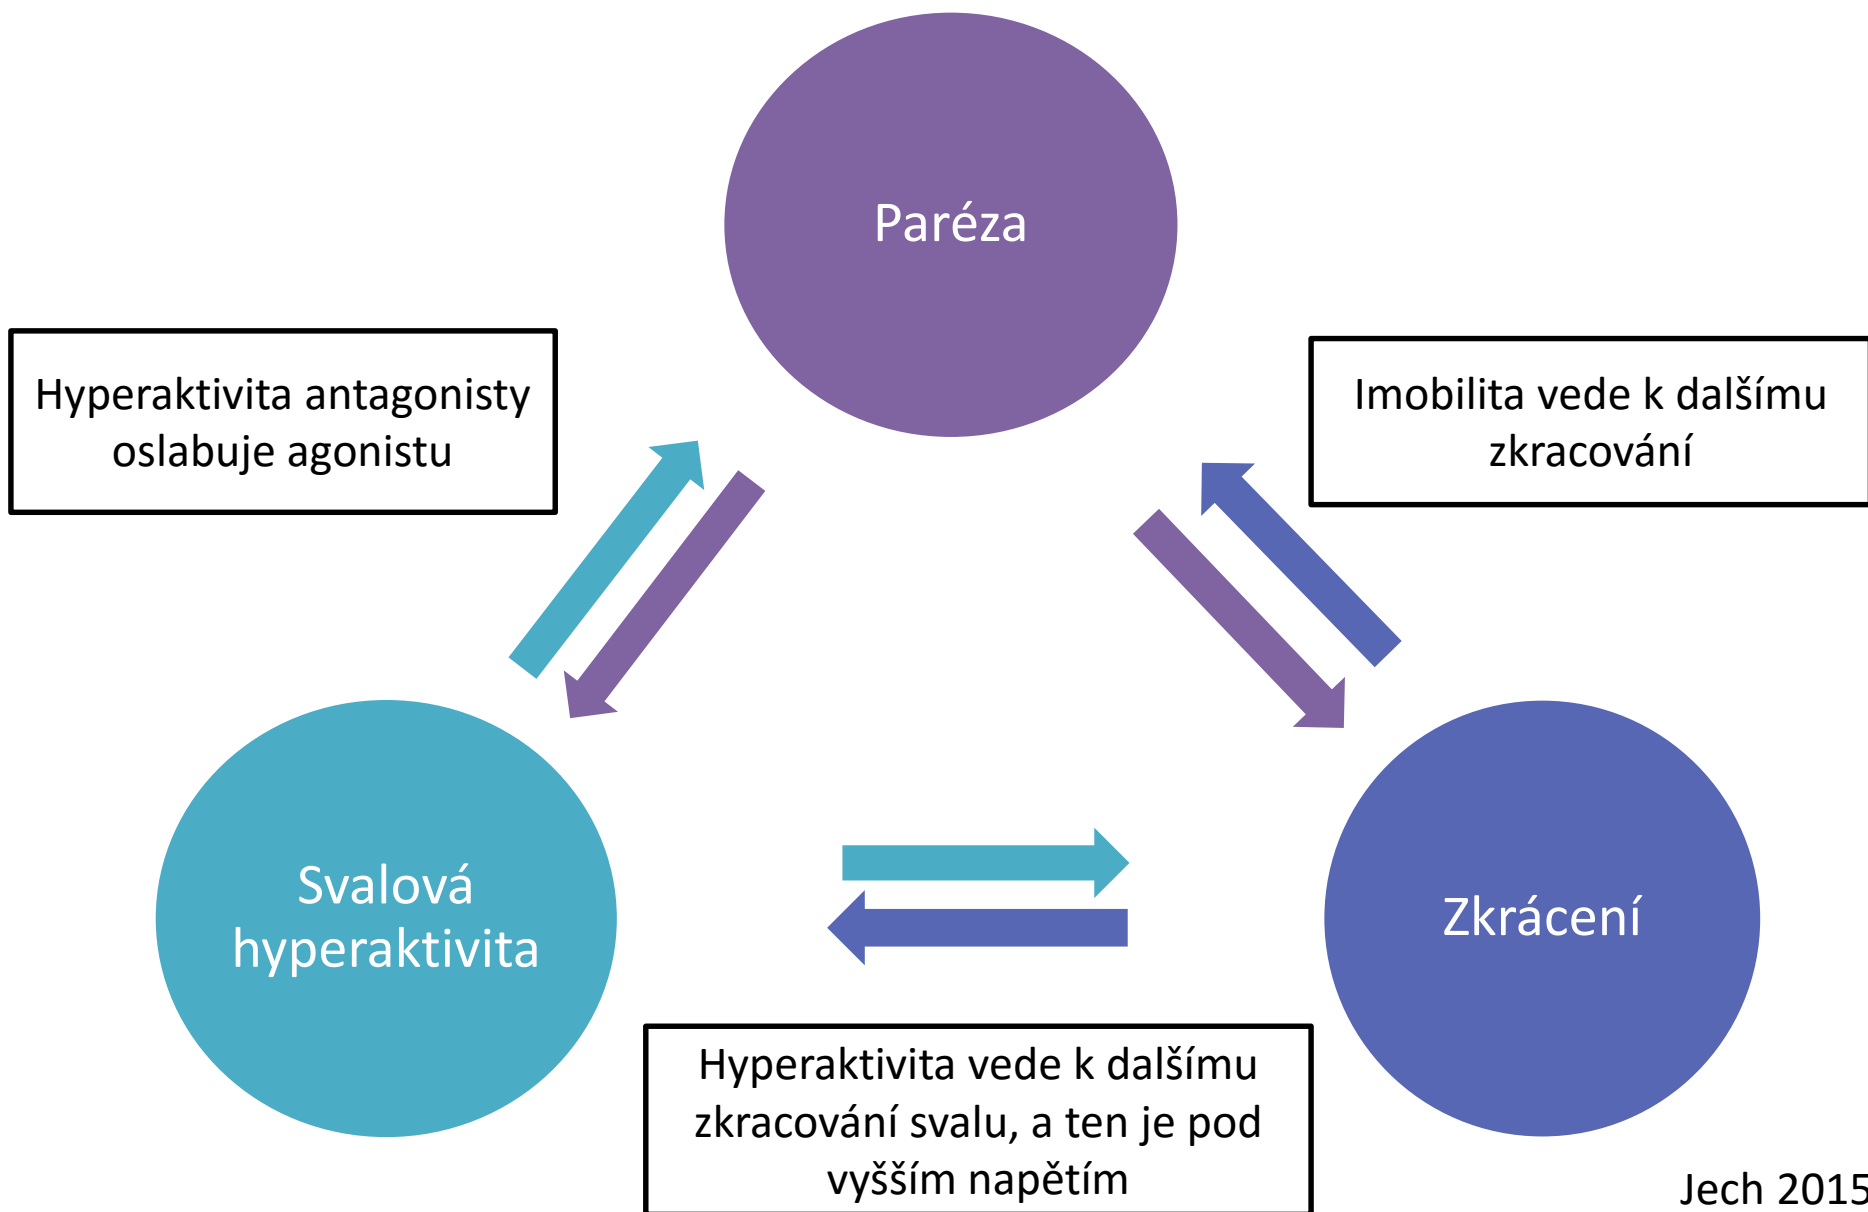 Paréza
Hyperaktivita antagonisty
oslabuje agonistu
Imobilita vede k dalšímu
zkracování
Svalová
hyperaktivita
Zkrácení
Hyperaktivita vede k dalšímu
zkracování svalu, a ten je pod
vyšším napětím
Jech 2015